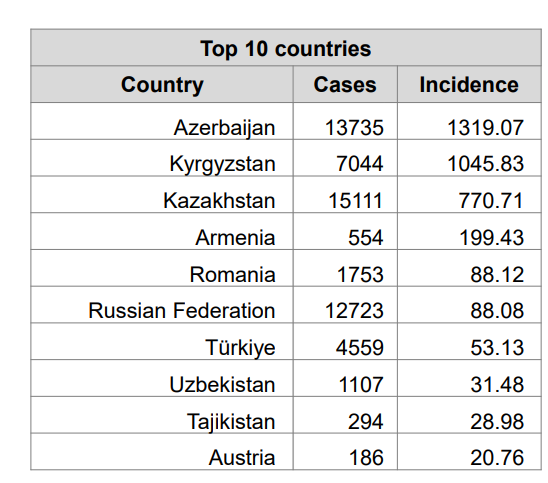 Top 10 countries
Country Cases Incidence
Azerbaijan 13735 1319.07
Kyrgyzstan 7044 1045.83
Kazakhstan 15111 770.71
Armenia 554 199.43
Romania 1753 88.12
Russian Federation 12723 88.08
Türkiye 4559 53.13
Uzbekistan 1107 31.48
Tajikistan 294 28.98
Austria 186 20.76